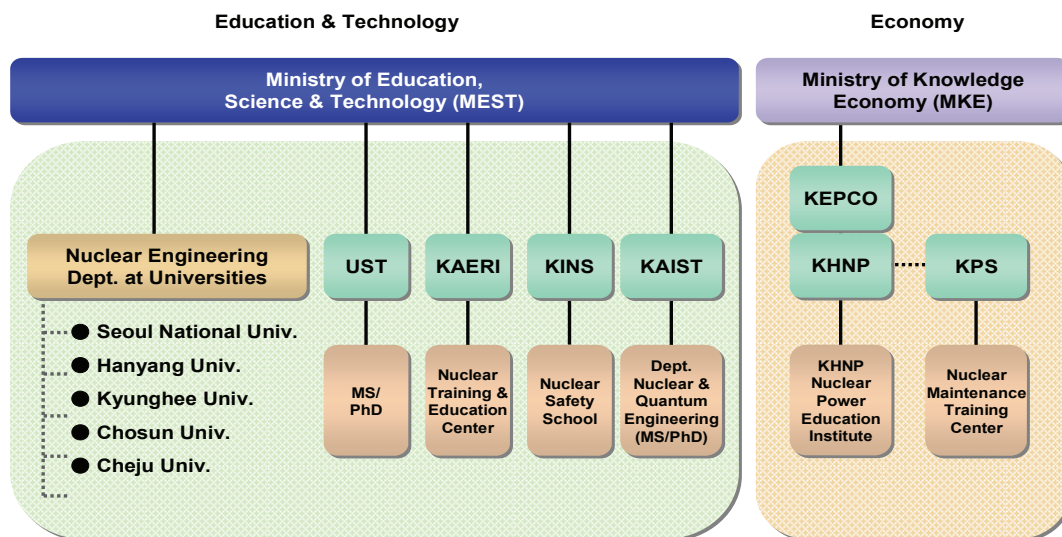 Education & Technology
Economy
Ministry of Education,
Science & Technology (MEST)
Ministry of Knowledge
Economy (MKE)
KEPCO
Nuclear Engineering
Dept. at Universities
UST
KAERI
KINS
KAIST
KHNP
KPS
Seoul National Univ.
Hanyang Univ.
Kyunghee Univ.
Chosun Univ.
Cheju Univ.
MS/
PhD
Nuclear
Training &
Education
Center
Nuclear
Safety
School
Dept.
Nuclear &
Quantum
Engineering
(MS/PhD)
KHNP
Nuclear
Power
Education
Institute
Nuclear
Maintenance
Training
Center